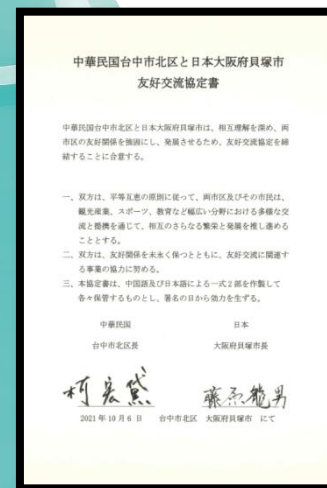 中華民国台中市北区と日本大阪府貝塚市
友好交流協定書
中華民国台中市北区と日本大阪府貝塚市は、相互理解を深め、両
市区の友好関係を強固にし、発展させるため、友好交流協定を締
結することに合意する。
一、双方は、平等互恵の原則に従って、両市区及びその市民は、
観光産業、スポーツ、教育など幅広い分野における多様な交
流と提携を通じて、相互のさらなる繁栄と発展を推し進める
こととする。
二、双方は、友好関係を末永く保つとともに、友好交流に関連す
る事業の協力に努める。
三、本協定書は、中国語及び日本語による一式2部を作製して
各々保管するものとし、署名の日から効力を生ずる。
中華民国 日本
台中市北区長 大阪府貝塚市長
藤原龍男
2021年10月6日 台中市北区 大阪府貝塚市 にて